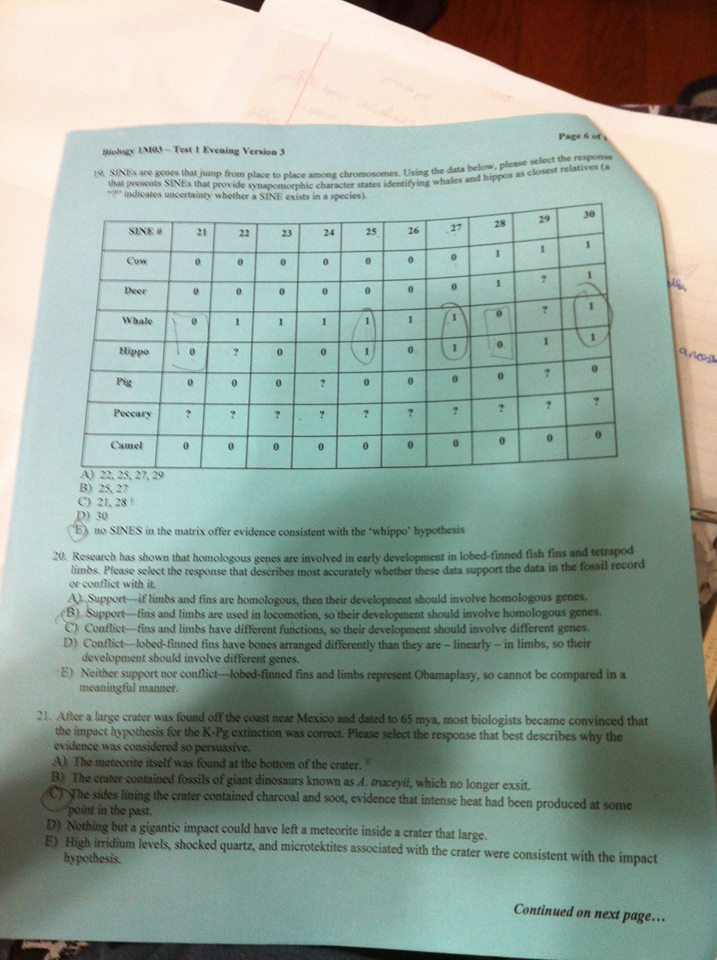 Biology 1M03 – Test 1 Evening Version 3
Page 6 of
19. SINEs are genes that jump from place to place among chromosomes. Using the data below, please select the response
that presents SINEs that provide synapomorphic character states identifying whales and hippos as closest relatives (a
"?" indicates uncertainty whether a SINE exists in a species).
SINE # 21 22 23 24 25 26 27 28 29 30
Cow 0 0 0 0 0 0 0 1 1 1
Deer 0 0 0 0 0 0 0 1 ? 1
Whale 0 1 1 1 1 1 1 0 ? 1
Hippo 0 ? 0 0 1 0 1 0 1 1
Pig 0 0 0 ? 0 0 0 0 ? 0
Peccary ? ? ? ? ? ? ? ? ? ?
Camel 0 0 0 0 0 0 0 0 0 0
A) 22, 25, 27, 29
B) 25, 27
C) 21, 28
D) 30
E) no SINES in the matrix offer evidence consistent with the 'whippo' hypothesis
20. Research has shown that homologous genes are involved in early development in lobed-finned fish fins and tetrapod
limbs. Please select the response that describes most accurately whether these data support the data in the fossil record
or conflict with it.
A) Support—if limbs and fins are homologous, then their development should involve homologous genes.
B) Support—fins and limbs are used in locomotion, so their development should involve homologous genes.
C) Conflict—fins and limbs have different functions, so their development should involve different genes.
D) Conflict—lobed-finned fins have bones arranged differently than they are – linearly – in limbs, so their
development should involve different genes.
E) Neither support nor conflict—lobed-finned fins and limbs represent Obamaplasy, so cannot be compared in a
meaningful manner.
21. After a large crater was found off the coast near Mexico and dated to 65 mya, most biologists became convinced that
the impact hypothesis for the K-Pg extinction was correct. Please select the response that best describes why the
evidence was considered so persuasive.
A) The meteorite itself was found at the bottom of the crater.
B) The crater contained fossils of giant dinosaurs known as A. traceyii, which no longer exsit.
C) The sides lining the crater contained charcoal and soot, evidence that intense heat had been produced at some
point in the past.
D) Nothing but a gigantic impact could have left a meteorite inside a crater that large.
E) High irridium levels, shocked quartz, and microtektites associated with the crater were consistent with the impact
hypothesis.
Continued on next page...